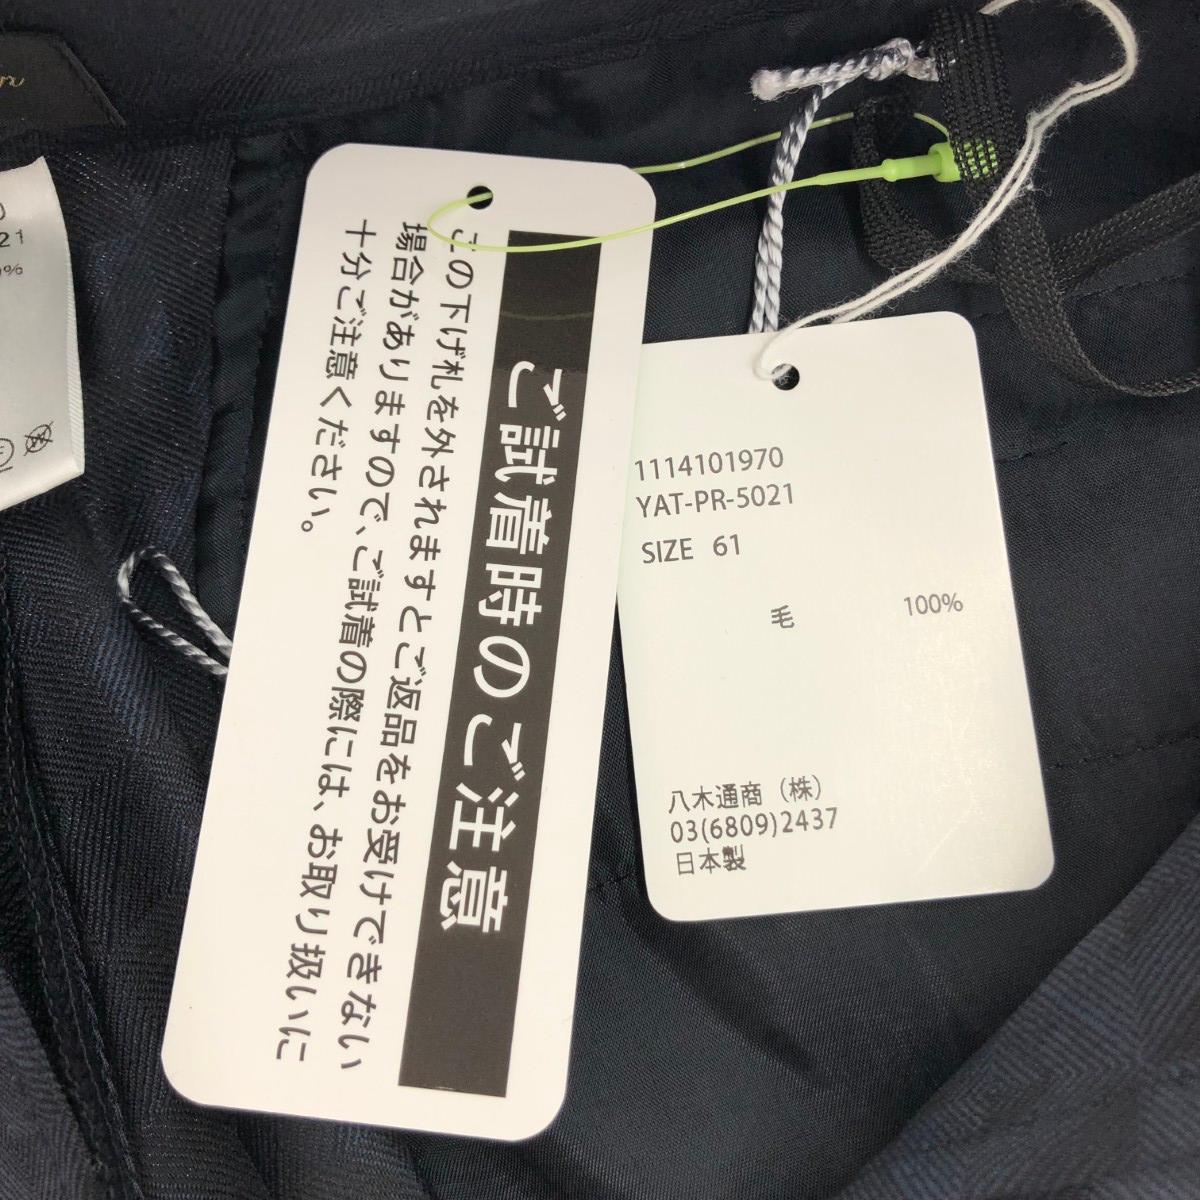 ご試着時のご注意
この下げ札を外されますとご返品をお受けできない
場合がありますので、ご試着の際には、お取り扱いに
十分ご注意ください。
1114101970
YAT-PR-5021
SIZE 61
毛 100%
八木通商（株）
03(6809)2437
日本製
21
%